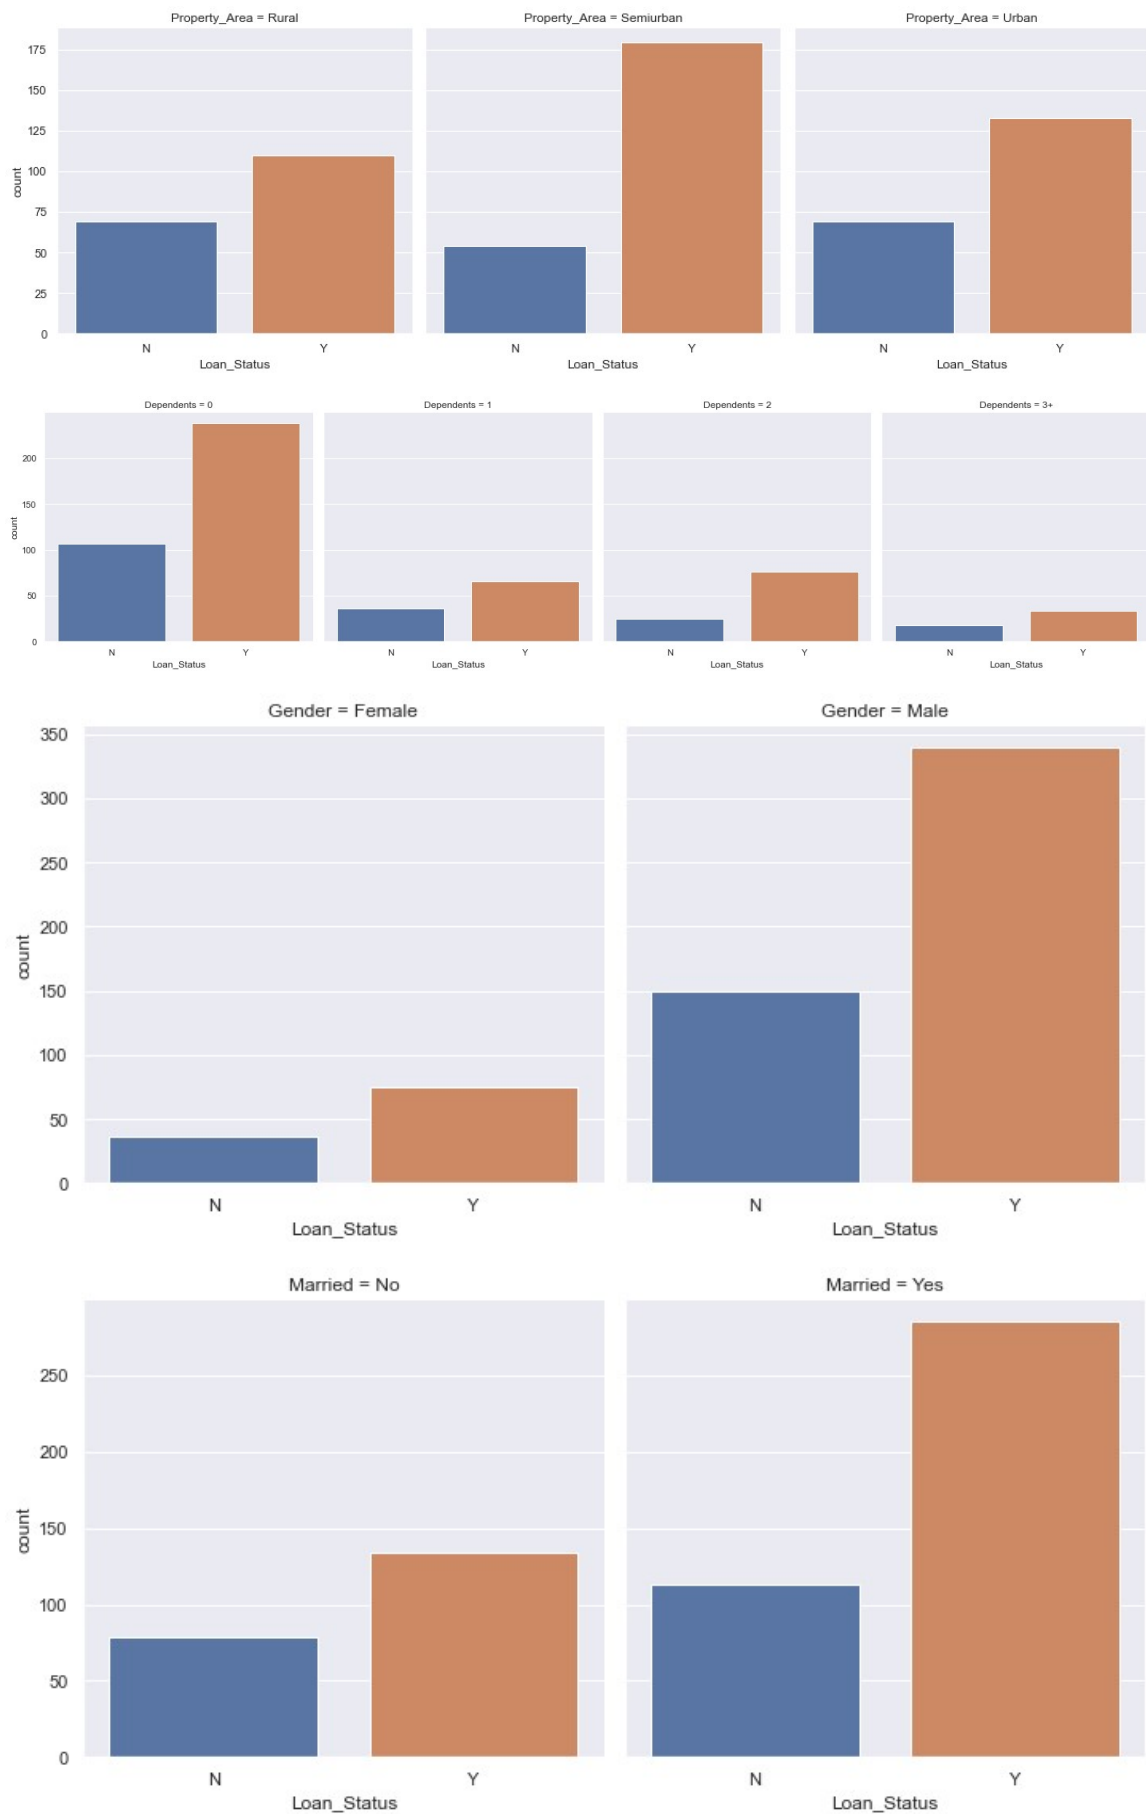 Property_Area = Rural
Property_Area = Semiurban
Property_Area = Urban
175
150
125
100
75
50
25
0
count
N
Y
N
Y
N
Y
Loan_Status
Loan_Status
Loan_Status
Dependents = 0
Dependents = 1
Dependents = 2
Dependents = 3+
200
150
100
50
0
count
N
Y
N
Y
N
Y
N
Y
Loan_Status
Loan_Status
Loan_Status
Loan_Status
Gender = Female
Gender = Male
350
300
250
200
150
100
50
0
count
N
Y
N
Y
Loan_Status
Loan_Status
Married = No
Married = Yes
250
200
150
100
50
0
count
N
Y
N
Y
Loan_Status
Loan_Status